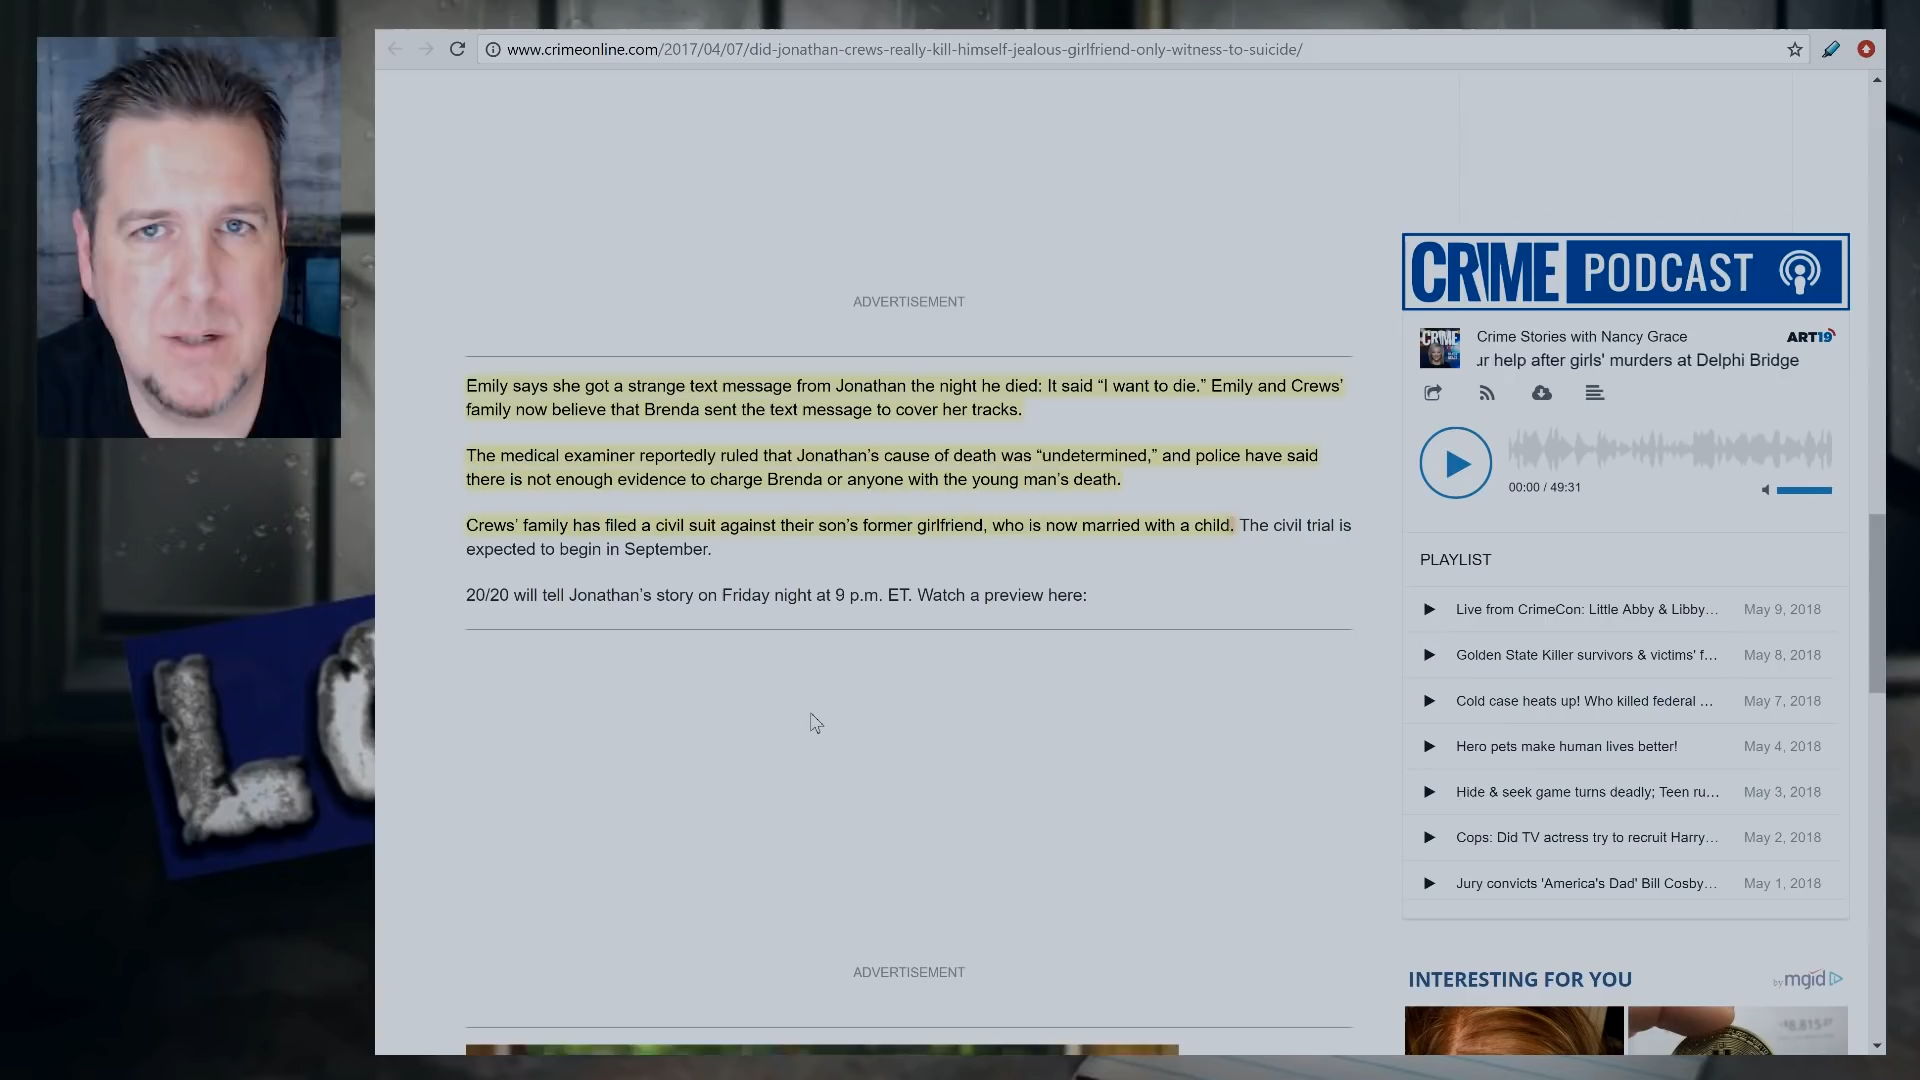 www.crimeonline.com/2017/04/07/did-jonathan-crews-really-kill-himself-jealous-girlfriend-only-witness-to-suicide/
ADVERTISEMENT
Emily says she got a strange text message from Jonathan the night he died: It said “I want to die.” Emily and Crews’
family now believe that Brenda sent the text message to cover her tracks.
The medical examiner reportedly ruled that Jonathan’s cause of death was “undetermined,” and police have said
there is not enough evidence to charge Brenda or anyone with the young man’s death.
Crews’ family has filed a civil suit against their son’s former girlfriend, who is now married with a child. The civil trial is
expected to begin in September.
20/20 will tell Jonathan’s story on Friday night at 9 p.m. ET. Watch a preview here:
ADVERTISEMENT
CRIME PODCAST
CRIME
Crime Stories with Nancy Grace
ART19
ur help after girls' murders at Delphi Bridge
00:00 / 49:31
PLAYLIST
Live from CrimeCon: Little Abby & Libby… May 9, 2018
Golden State Killer survivors & victims' f… May 8, 2018
Cold case heats up! Who killed federal … May 7, 2018
Hero pets make human lives better! May 4, 2018
Hide & seek game turns deadly; Teen ru… May 3, 2018
Cops: Did TV actress try to recruit Harry… May 2, 2018
Jury convicts 'America's Dad' Bill Cosby… May 1, 2018
INTERESTING FOR YOU
by mgid
LO